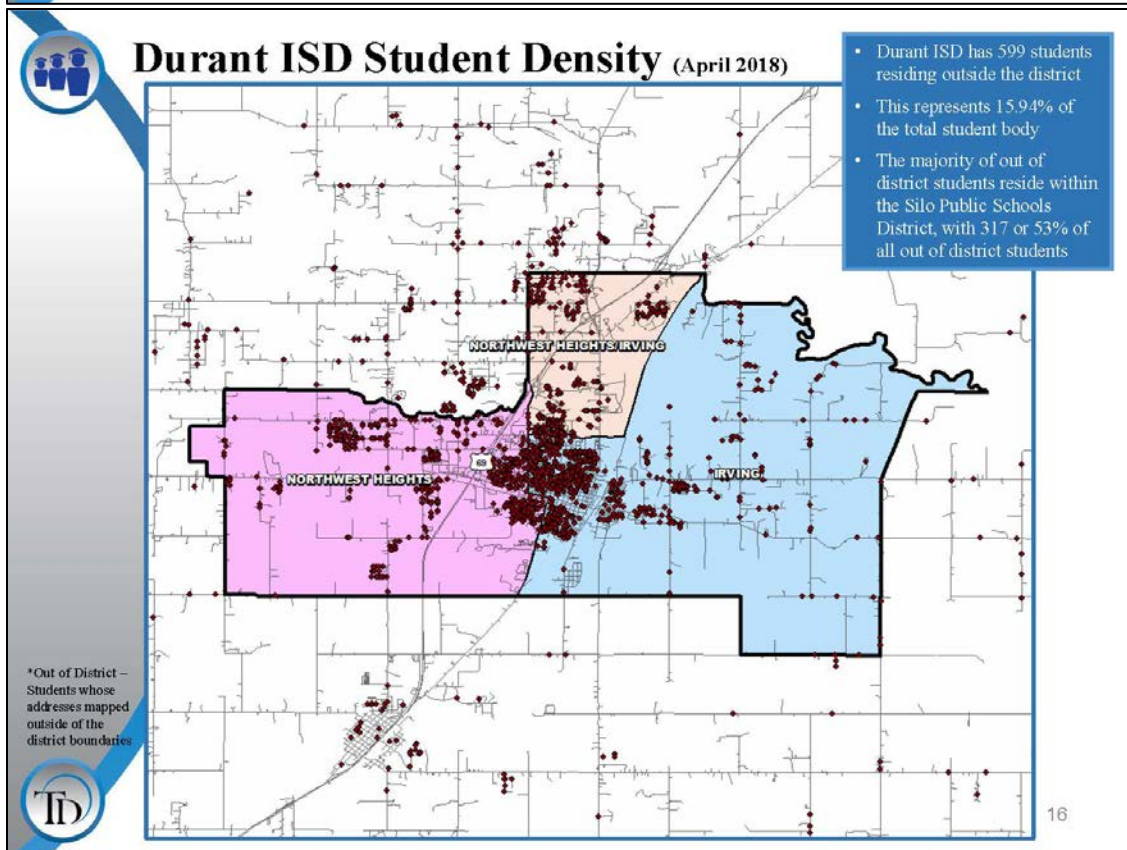 Durant ISD Student Density (April 2018)
• Durant ISD has 599 students
residing outside the district
• This represents 15.94% of
the total student body
• The majority of out of
district students reside within
the Silo Public Schools
District, with 317 or 53% of
all out of district students
NORTHWEST HEIGHTS/IRVING
69
NORTHWEST HEIGHTS
IRVING
*Out of District –
Students whose
addresses mapped
outside of the
district boundaries
TD
16